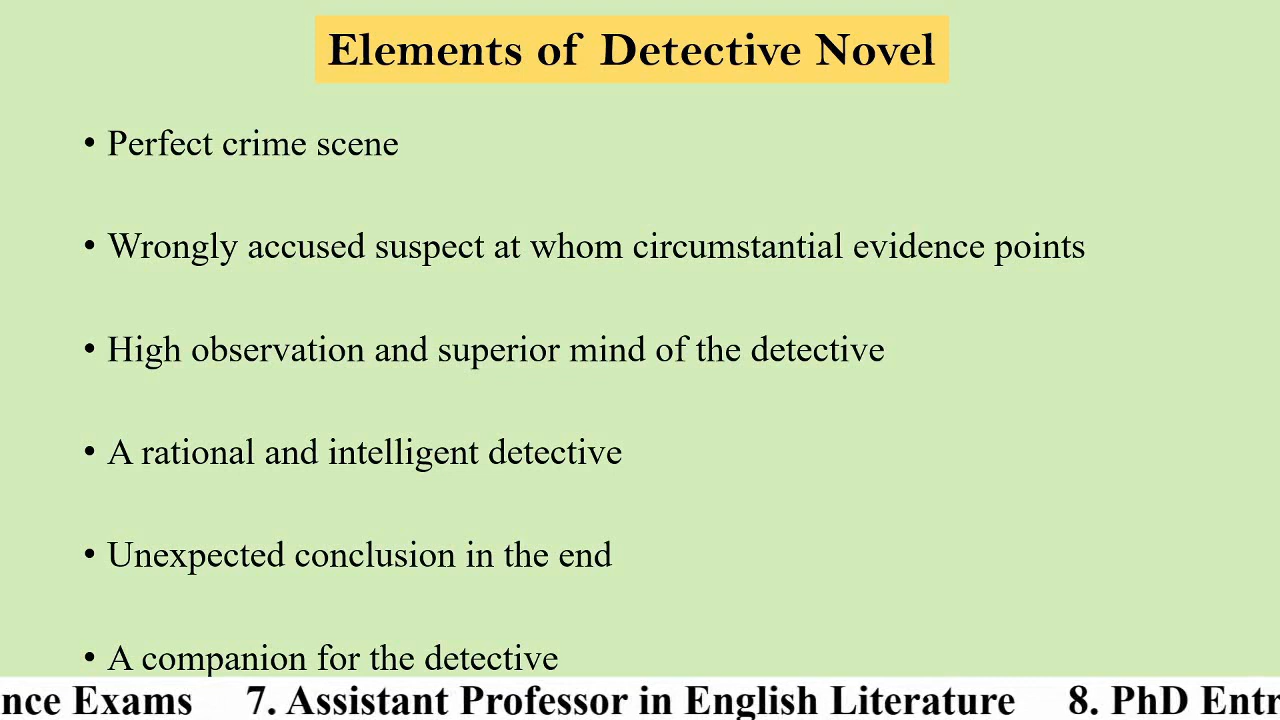 Elements of Detective Novel
• Perfect crime scene
• Wrongly accused suspect at whom circumstantial evidence points
• High observation and superior mind of the detective
• A rational and intelligent detective
• Unexpected conclusion in the end
• A companion for the detective
nce Exams 7. Assistant Professor in English Literature 8. PhD Entr